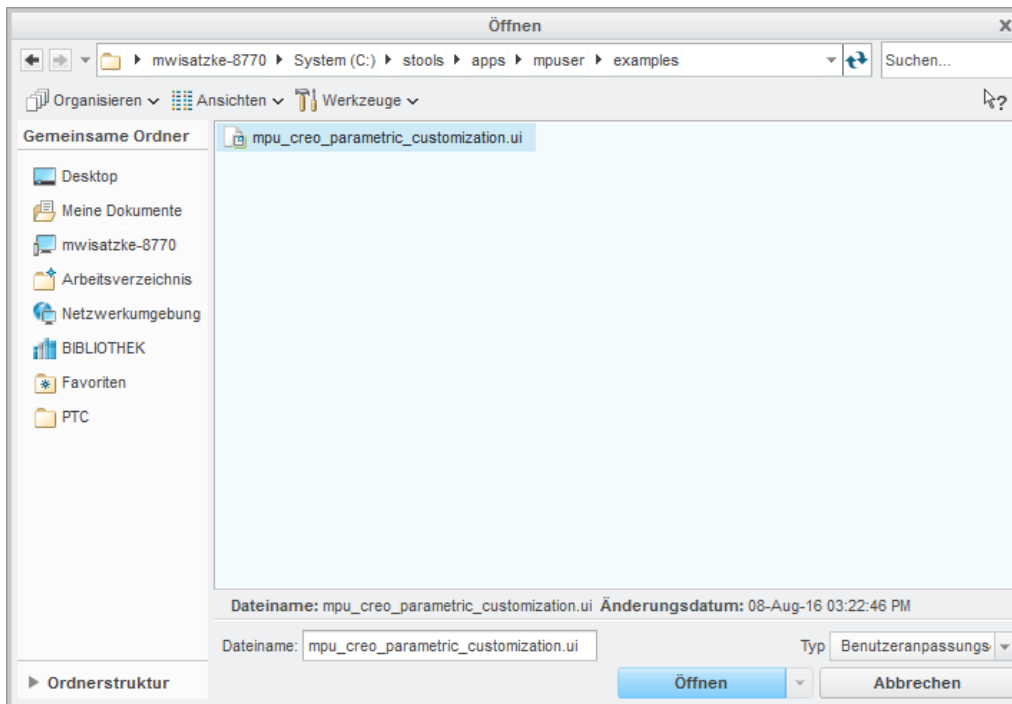 Öffnen
mwisatzke-8770 System (C:) stools apps mpuser examples Suchen...
Organisieren Ansichten Werkzeuge
Gemeinsame Ordner
mpu_creo_parametric_customization.ui
Desktop
Meine Dokumente
mwisatzke-8770
Arbeitsverzeichnis
Netzwerkumgebung
BIBLIOTHEK
Favoriten
PTC
Dateiname: mpu_creo_parametric_customization.ui Änderungsdatum: 08-Aug-16 03:22:46 PM
Dateiname: mpu_creo_parametric_customization.ui Typ Benutzeranpassungs
Ordnerstruktur Öffnen Abbrechen